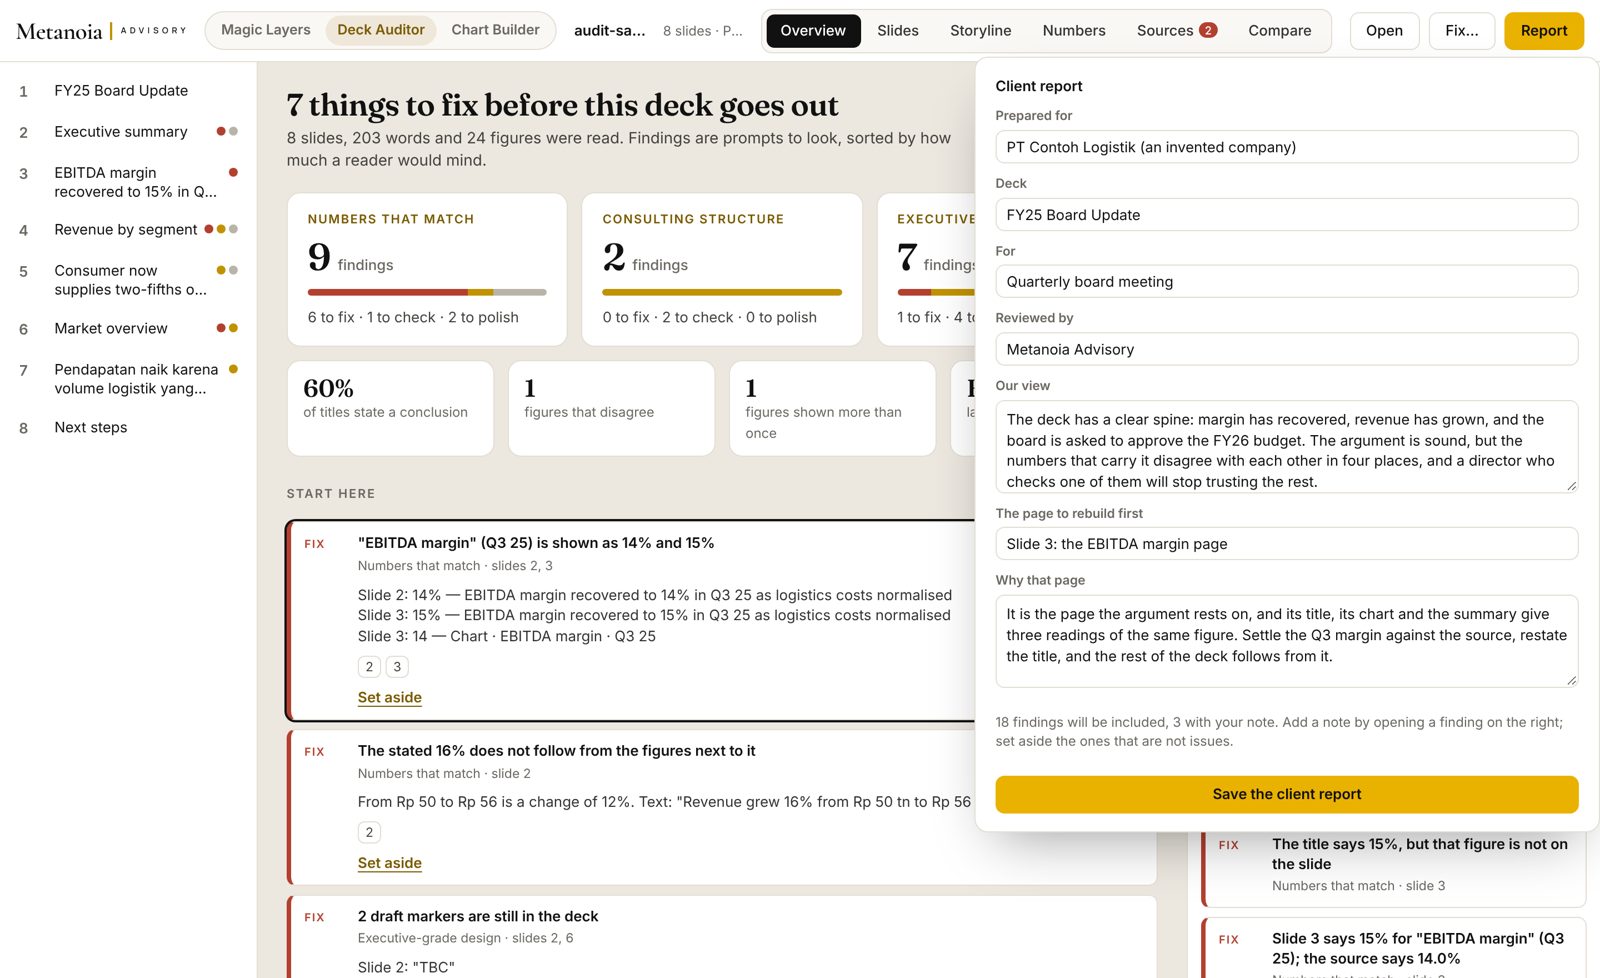 Metanoia | ADVISORY
Magic Layers
Deck Auditor
Chart Builder
audit-sa...
8 slides · P...
Overview
Slides
Storyline
Numbers
Sources 2
Compare
Open
Fix...
Report
1 FY25 Board Update
2 Executive summary
3 EBITDA margin
recovered to 15% in Q...
4 Revenue by segment
5 Consumer now
supplies two-fifths o...
6 Market overview
7 Pendapatan naik karena
volume logistik yang...
8 Next steps
7 things to fix before this deck goes out
8 slides, 203 words and 24 figures were read. Findings are prompts to look, sorted by how
much a reader would mind.
NUMBERS THAT MATCH
9 findings
6 to fix · 1 to check · 2 to polish
CONSULTING STRUCTURE
2 findings
0 to fix · 2 to check · 0 to polish
EXECUTIVE
7 findings
1 to fix · 4 t
60%
of titles state a conclusion
1
figures that disagree
1
figures shown more than
once
START HERE
FIX
"EBITDA margin" (Q3 25) is shown as 14% and 15%
Numbers that match · slides 2, 3
Slide 2: 14% — EBITDA margin recovered to 14% in Q3 25 as logistics costs normalised
Slide 3: 15% — EBITDA margin recovered to 15% in Q3 25 as logistics costs normalised
Slide 3: 14 — Chart · EBITDA margin · Q3 25
2 3
Set aside
FIX
The stated 16% does not follow from the figures next to it
Numbers that match · slide 2
From Rp 50 to Rp 56 is a change of 12%. Text: "Revenue grew 16% from Rp 50 tn to Rp 56
2
Set aside
FIX
2 draft markers are still in the deck
Executive-grade design · slides 2, 6
Slide 2: "TBC"
Client report
Prepared for
PT Contoh Logistik (an invented company)
Deck
FY25 Board Update
For
Quarterly board meeting
Reviewed by
Metanoia Advisory
Our view
The deck has a clear spine: margin has recovered, revenue has grown, and the
board is asked to approve the FY26 budget. The argument is sound, but the
numbers that carry it disagree with each other in four places, and a director who
checks one of them will stop trusting the rest.
The page to rebuild first
Slide 3: the EBITDA margin page
Why that page
It is the page the argument rests on, and its title, its chart and the summary give
three readings of the same figure. Settle the Q3 margin against the source, restate
the title, and the rest of the deck follows from it.
18 findings will be included, 3 with your note. Add a note by opening a finding on the right;
set aside the ones that are not issues.
Save the client report
FIX
The title says 15%, but that figure is not on
the slide
Numbers that match · slide 3
FIX
Slide 3 says 15% for "EBITDA margin" (Q3
25); the source says 14.0%